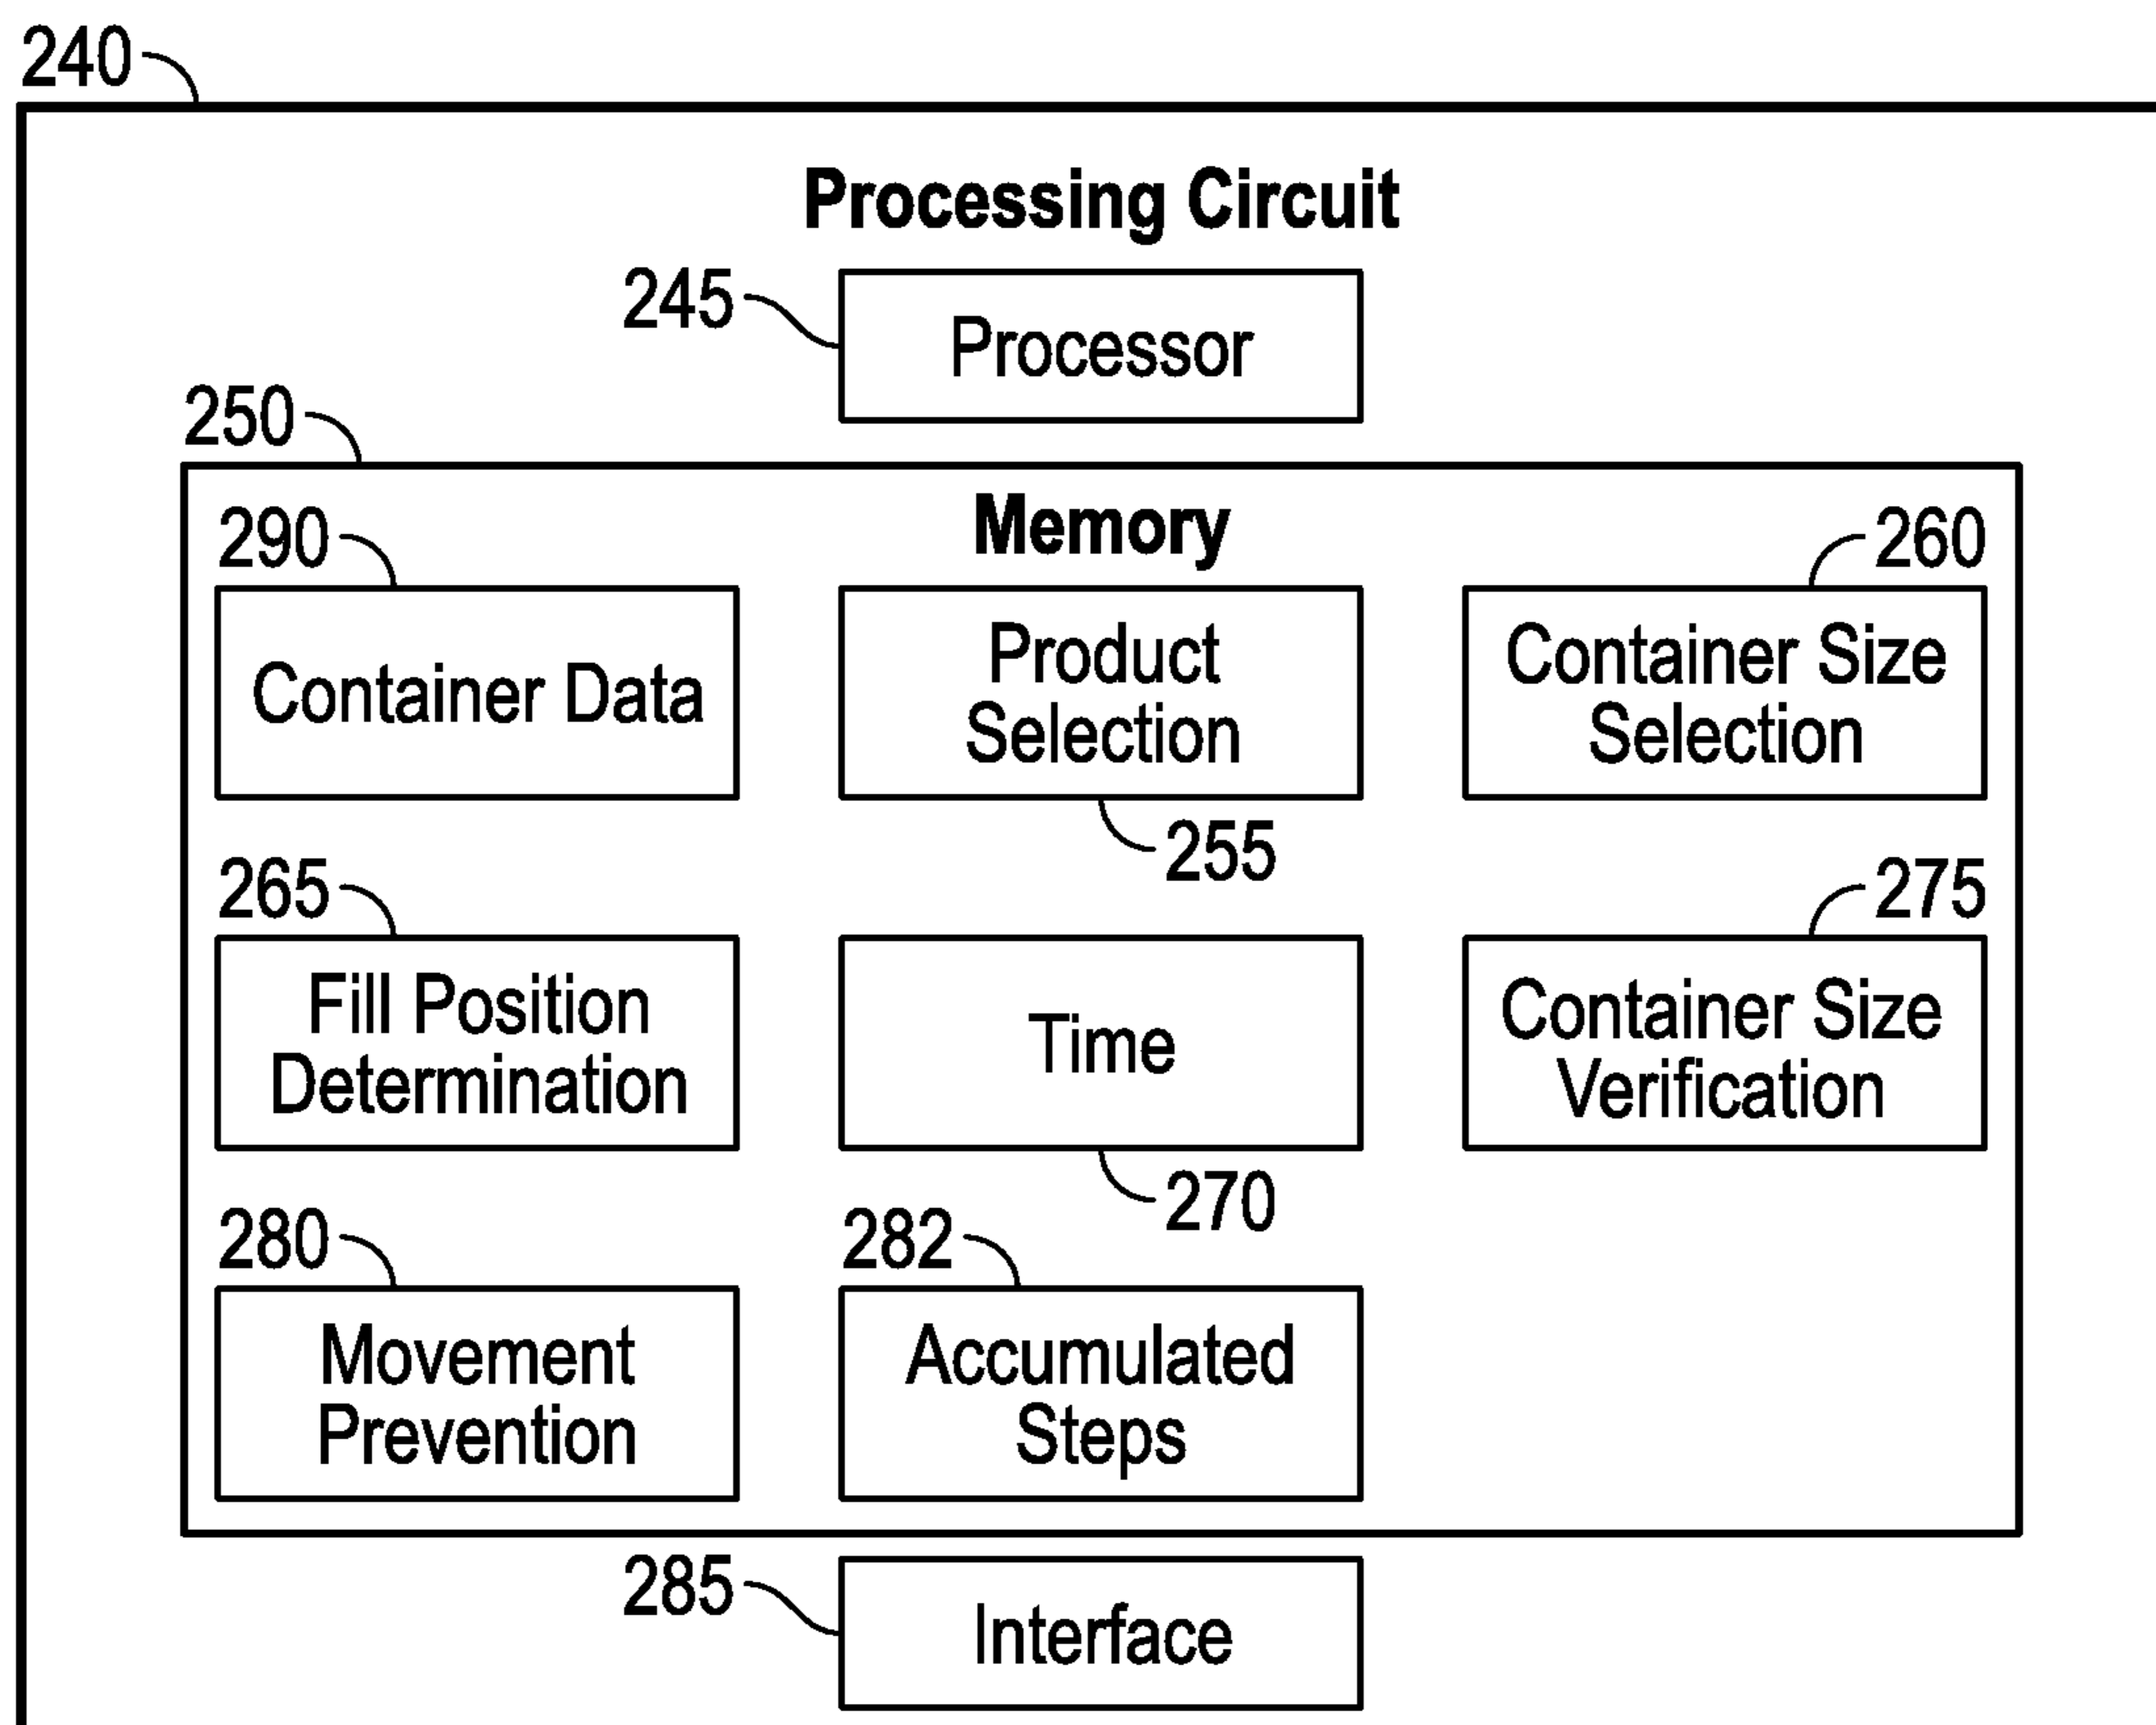 240
Processing Circuit
245
Processor
250
Memory
290
260
Container Data
Product
Selection
Container Size
Selection
255
265
275
Fill Position
Determination
Time
Container Size
Verification
270
280
282
Movement
Prevention
Accumulated
Steps
285
Interface